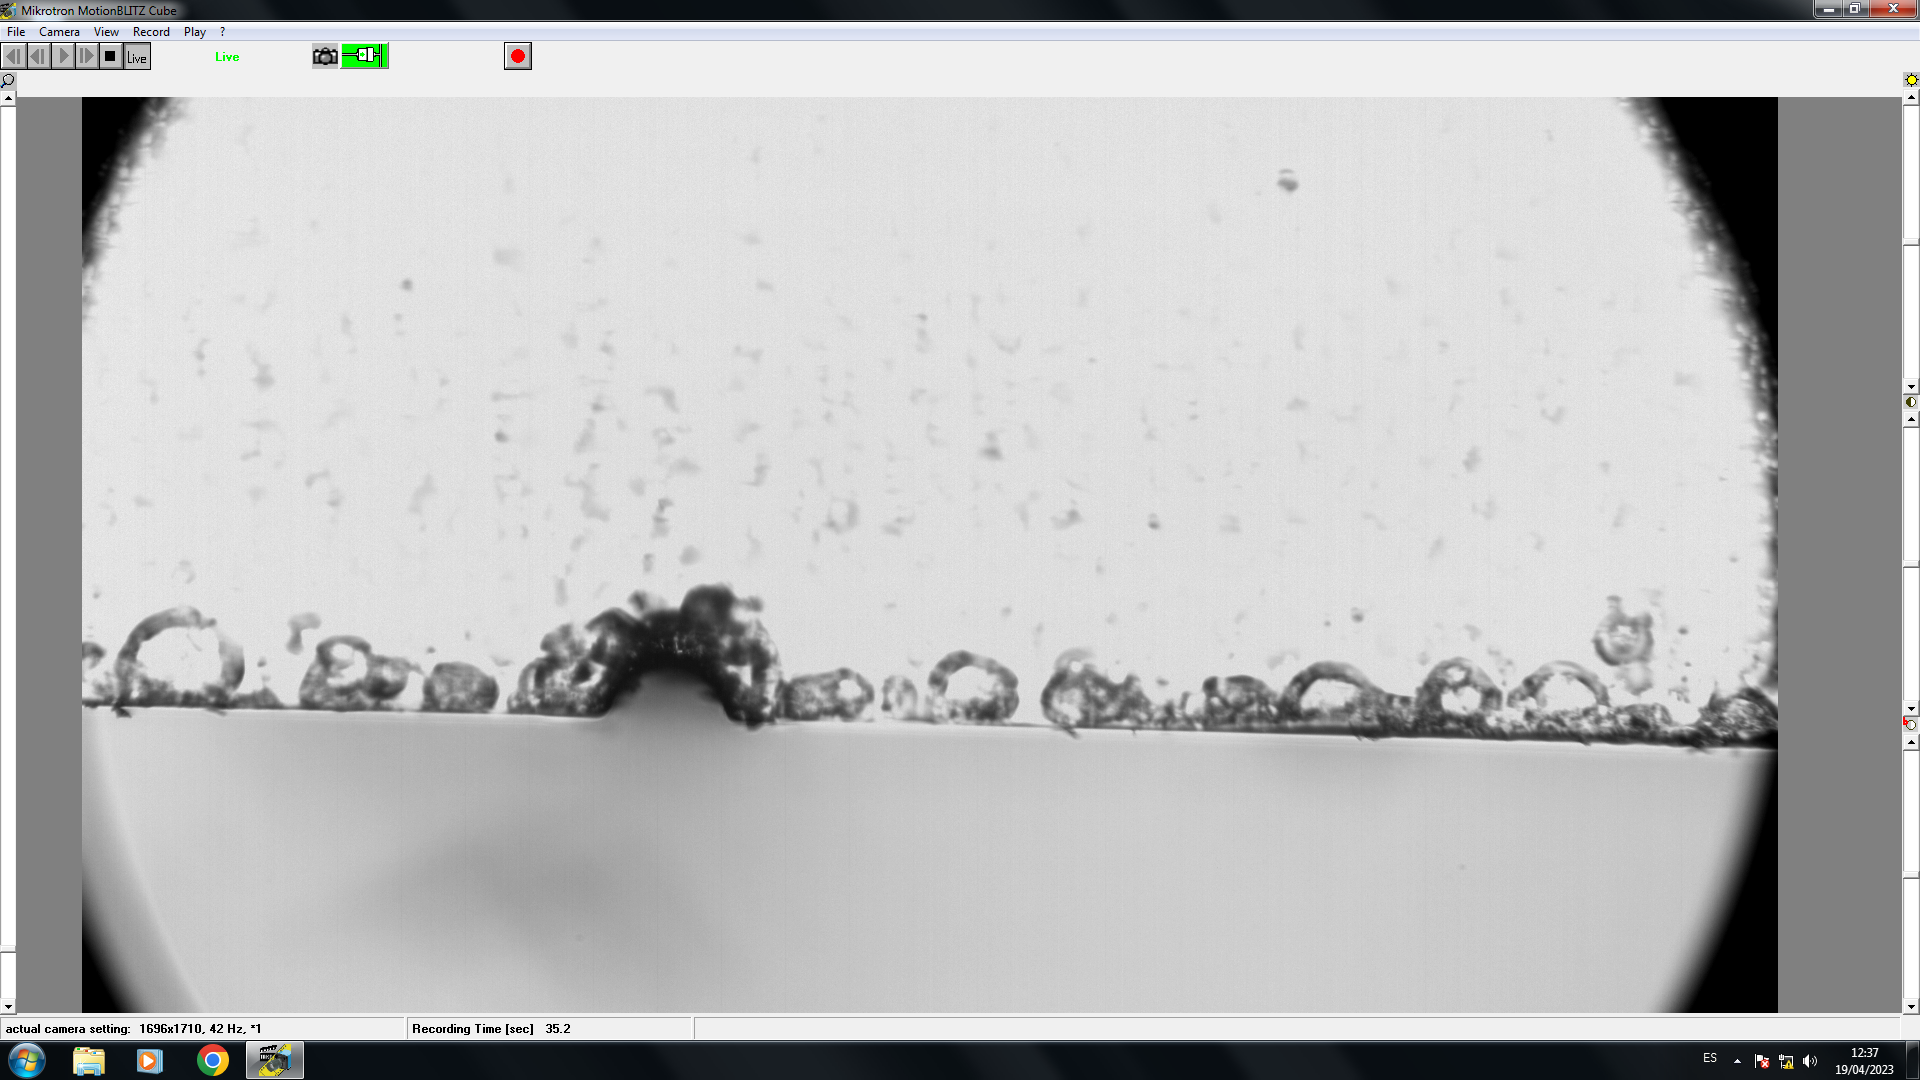 Mikrotron MotionBLITZ Cube
File Camera View Record Play ?
Live Live
actual camera setting: 1696x1710, 42 Hz, *1 Recording Time [sec] 35.2
ES 12:37
19/04/2023